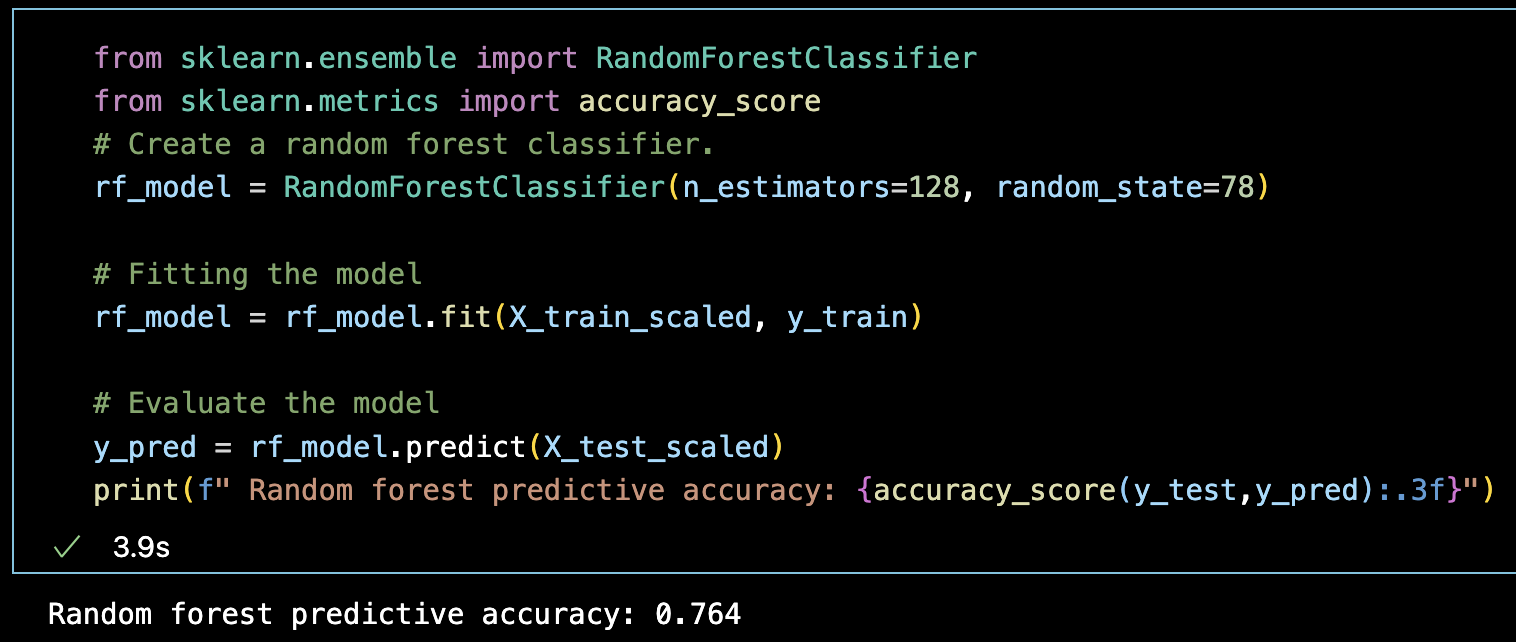 from sklearn.ensemble import RandomForestClassifier
from sklearn.metrics import accuracy_score
# Create a random forest classifier.
rf_model = RandomForestClassifier(n_estimators=128, random_state=78)
# Fitting the model
rf_model = rf_model.fit(X_train_scaled, y_train)
# Evaluate the model
y_pred = rf_model.predict(X_test_scaled)
print(f" Random forest predictive accuracy: {accuracy_score(y_test,y_pred):.3f}")
✓ 3.9s
Random forest predictive accuracy: 0.764